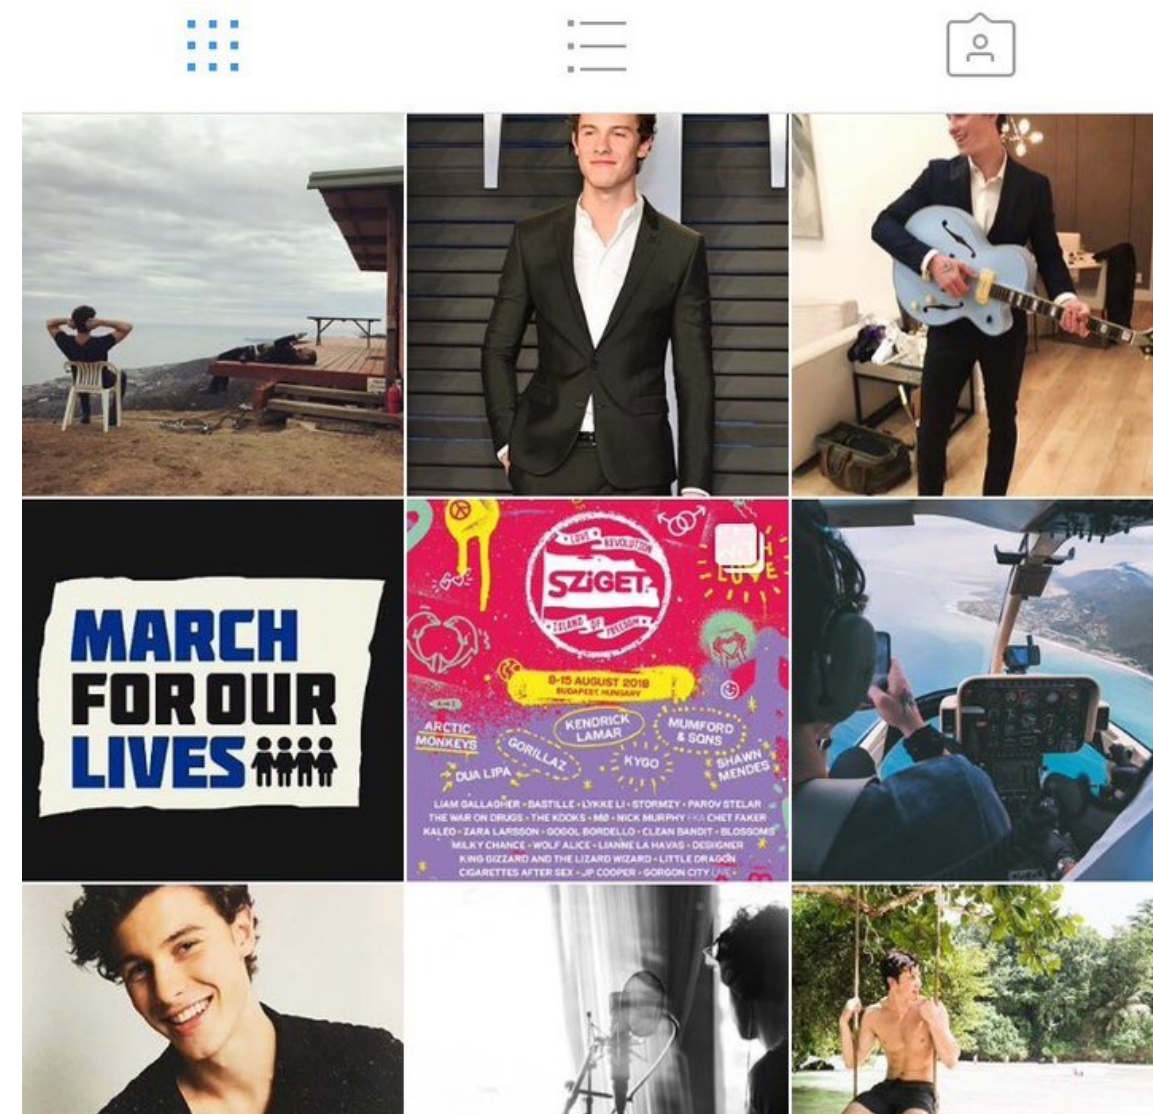 MARCH
FOR OUR
LIVES
LOVE REVOLUTION
SZIGET
ISLAND OF FREEDOM
WITH
LOVE
8-15 AUGUST 2018
BUDAPEST, HUNGARY
ARCTIC
MONKEYS
GORILLAZ
KENDRICK
LAMAR
MUMFORD
& SONS
DUA LIPA
KYGO
SHAWN
MENDES
LIAM GALLAGHER • BASTILLE • LYKKE LI • STORMZY • PAROV STELAR
THE WAR ON DRUGS • THE KOOKS • MØ • NICK MURPHY FKA CHET FAKER
KALEO • ZARA LARSSON • GOGOL BORDELLO • CLEAN BANDIT • BLOSSOMS
MILKY CHANCE • WOLF ALICE • LIANNE LA HAVAS • DESIIGNER
KING GIZZARD AND THE LIZARD WIZARD • LITTLE DRAGON
CIGARETTES AFTER SEX • JP COOPER • GORGON CITY LIVE •